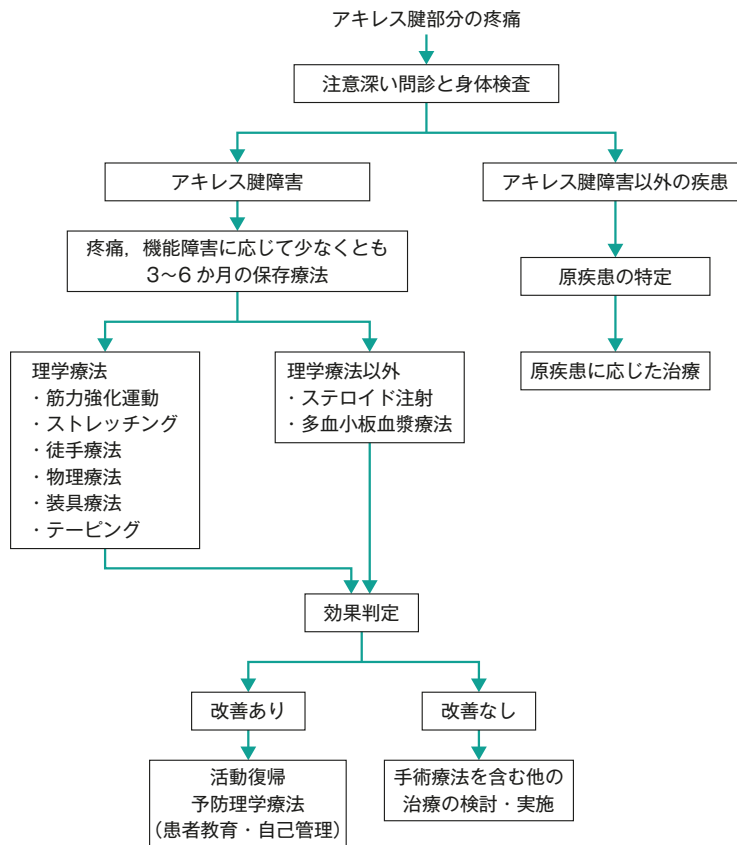 アキレス腱部分の疼痛
注意深い問診と身体検査
アキレス腱障害
アキレス腱障害以外の疾患
疼痛，機能障害に応じて少なくとも
3〜6 か月の保存療法
原疾患の特定
原疾患に応じた治療
理学療法
・筋力強化運動
・ストレッチング
・徒手療法
・物理療法
・装具療法
・テーピング
理学療法以外
・ステロイド注射
・多血小板血漿療法
効果判定
改善あり
改善なし
活動復帰
予防理学療法
(患者教育・自己管理)
手術療法を含む他の
治療の検討・実施